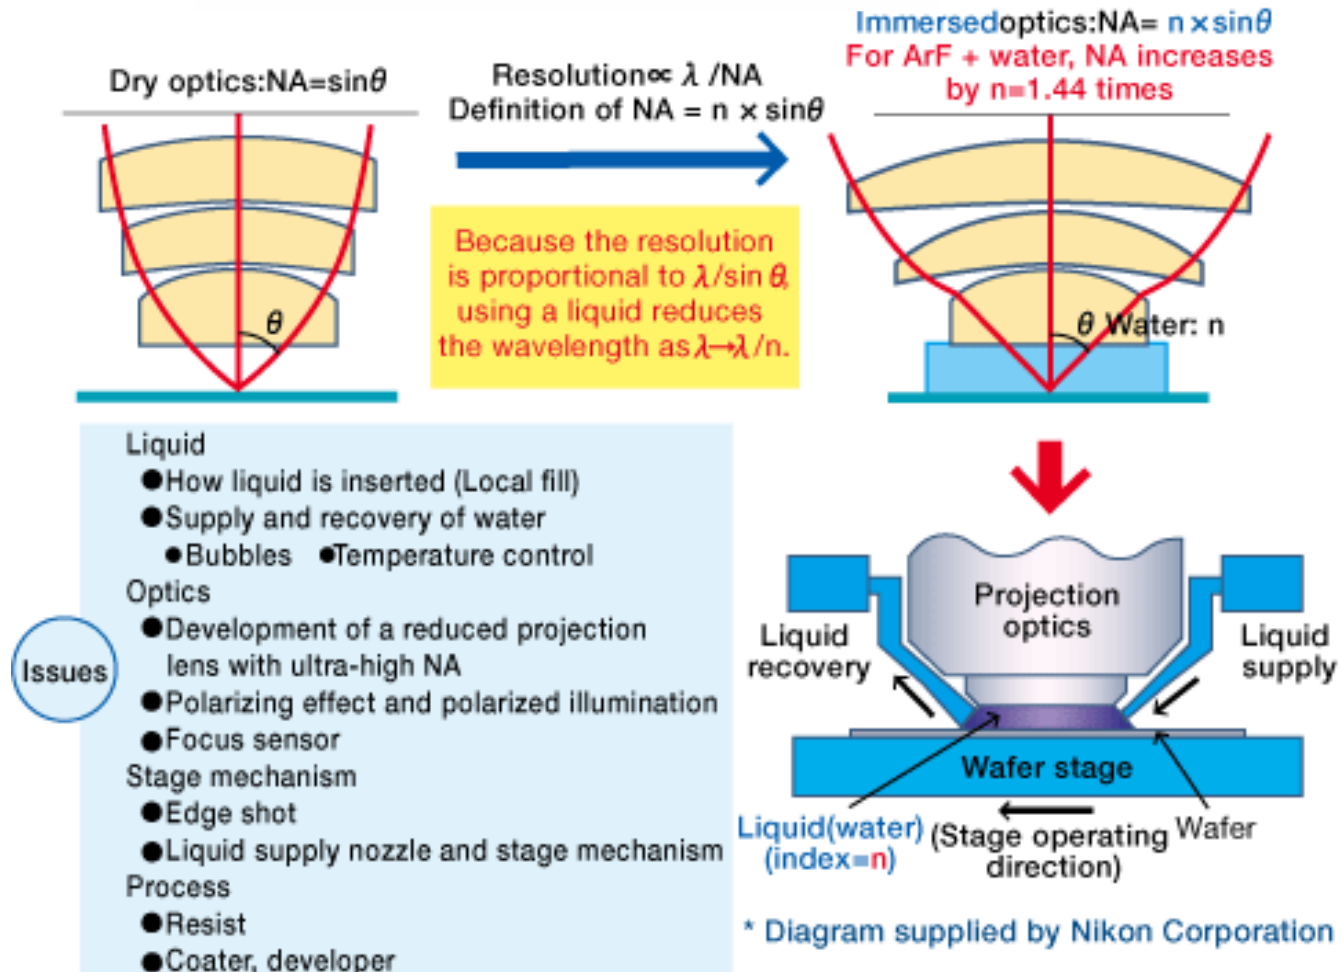 Dry optics:NA=sinθ
Resolution∝ λ /NA
Definition of NA = n × sinθ
Immersedoptics:NA= n×sinθ
For ArF + water, NA increases
by n=1.44 times
Because the resolution
is proportional to λ/sin θ,
using a liquid reduces
the wavelength as λ→λ/n.
θ
θ Water: n
Issues
Liquid
●How liquid is inserted (Local fill)
●Supply and recovery of water
●Bubbles ●Temperature control
Optics
●Development of a reduced projection
lens with ultra-high NA
●Polarizing effect and polarized illumination
●Focus sensor
Stage mechanism
●Edge shot
●Liquid supply nozzle and stage mechanism
Process
●Resist
●Coater, developer
Projection
optics
Liquid
recovery
Liquid
supply
Wafer stage
Liquid(water)
(index=n)
(Stage operating
direction)
Wafer
* Diagram supplied by Nikon Corporation